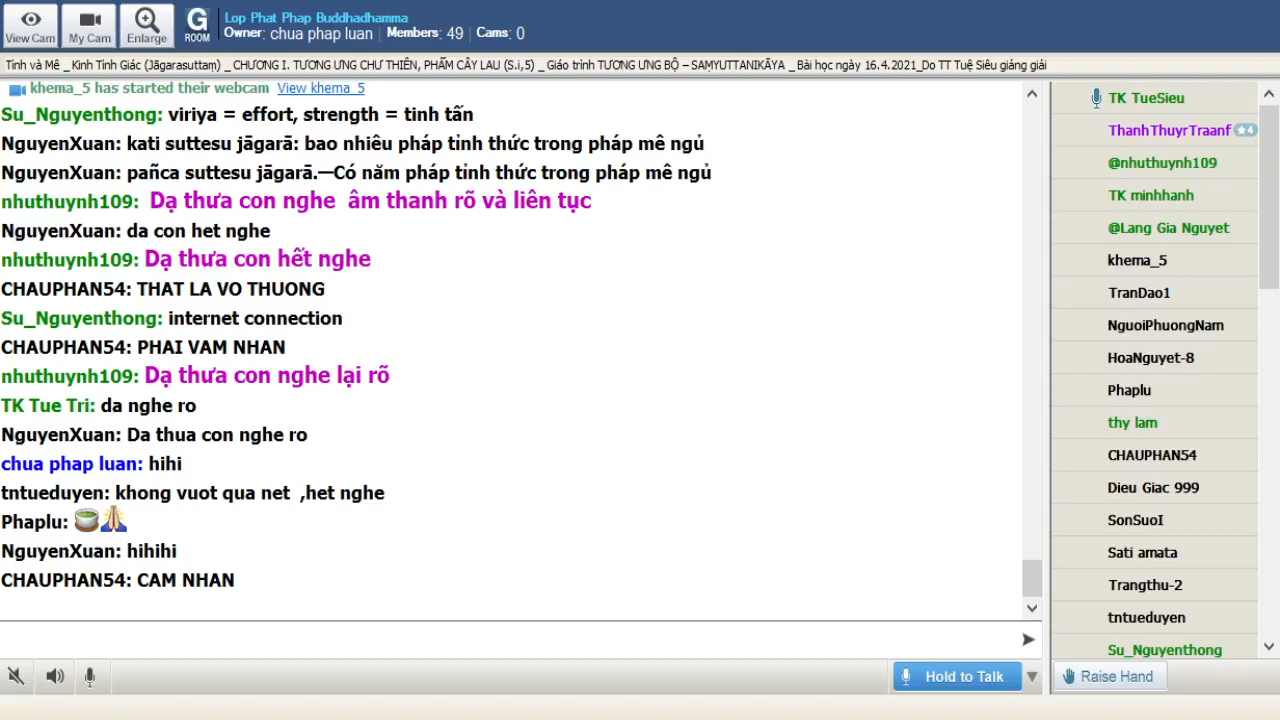 View Cam
My Cam
Enlarge
G
ROOM
Lop Phat Phap Buddhadhamma
Owner: chua phap luan Members: 49 Cams: 0
Tỉnh và Mê _ Kinh Tỉnh Giác (Jāgarasuttaṃ) _ CHƯƠNG I. TƯƠNG ƯNG CHƯ THIÊN, PHẨM CÂY LAU (S.i,5) _ Giáo trình TƯƠNG ƯNG BỘ – SAṂYUTTANIKĀYA _ Bài học ngày 16.4.2021_Do TT Tuệ Siêu giảng giải
khema_5 has started their webcam View khema_5
Su_Nguyenthong: viriya = effort, strength = tinh tấn
NguyenXuan: kati suttesu jāgarā: bao nhiêu pháp tỉnh thức trong pháp mê ngủ
NguyenXuan: pañca suttesu jāgarā.—Có năm pháp tỉnh thức trong pháp mê ngủ
nhuthuynh109: Dạ thưa con nghe âm thanh rõ và liên tục
NguyenXuan: da con het nghe
nhuthuynh109: Dạ thưa con hết nghe
CHAUPHAN54: THAT LA VO THUONG
Su_Nguyenthong: internet connection
CHAUPHAN54: PHAI VAM NHAN
nhuthuynh109: Dạ thưa con nghe lại rõ
TK Tue Tri: da nghe ro
NguyenXuan: Da thua con nghe ro
chua phap luan: hihi
tntueduyen: khong vuot qua net ,het nghe
Phaplu:
NguyenXuan: hihihi
CHAUPHAN54: CAM NHAN
Hold to Talk
TK TueSieu
ThanhThuyrTraanf 4
@nhuthuynh109
TK minhhanh
@Lang Gia Nguyet
khema_5
TranDao1
NguoiPhuongNam
HoaNguyet-8
Phaplu
thy lam
CHAUPHAN54
Dieu Giac 999
SonSuoI
Sati amata
Trangthu-2
tntueduyen
Su_Nguyenthong
Raise Hand